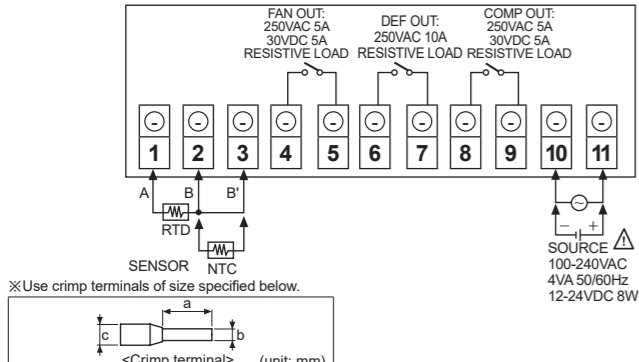 FAN OUT:
250VAC 5A
30VDC 5A
RESISTIVE LOAD
DEF OUT:
250VAC 10A
RESISTIVE LOAD
COMP OUT:
250VAC 5A
30VDC 5A
RESISTIVE LOAD
1 2 3 4 5 6 7 8 9 10 11
A B B'
RTD
NTC
SENSOR
− +
SOURCE
100-240VAC
4VA 50/60Hz
12-24VDC 8W
※Use crimp terminals of size specified below.
a
c b
<Crimp terminal> (unit: mm)